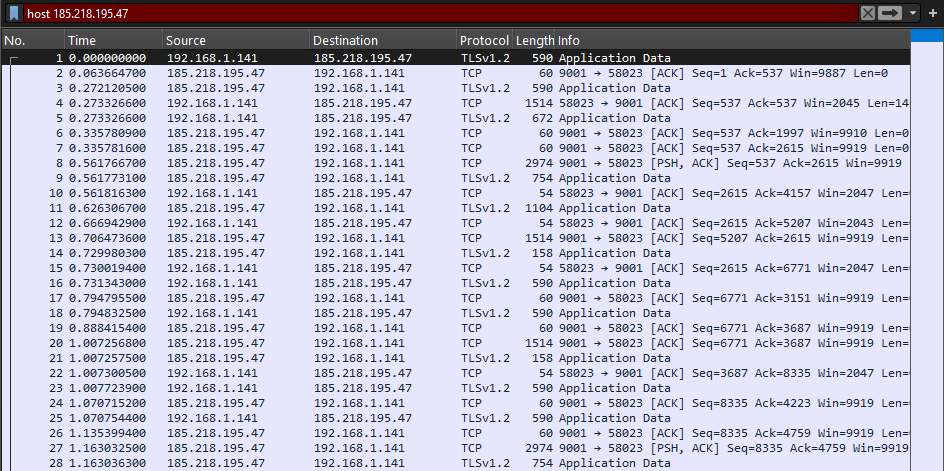 host 185.218.195.47
No. Time Source Destination Protocol Length Info
1 0.000000000 192.168.1.141 185.218.195.47 TLSv1.2 590 Application Data
2 0.063664700 185.218.195.47 192.168.1.141 TCP 60 9001 → 58023 [ACK] Seq=1 Ack=537 Win=9887 Len=0
3 0.272120500 185.218.195.47 192.168.1.141 TLSv1.2 590 Application Data
4 0.273326600 192.168.1.141 185.218.195.47 TCP 1514 58023 → 9001 [ACK] Seq=537 Ack=537 Win=2045 Len=14
5 0.273326600 192.168.1.141 185.218.195.47 TLSv1.2 672 Application Data
6 0.335780900 185.218.195.47 192.168.1.141 TCP 60 9001 → 58023 [ACK] Seq=537 Ack=1997 Win=9910 Len=0
7 0.335781600 185.218.195.47 192.168.1.141 TCP 60 9001 → 58023 [ACK] Seq=537 Ack=2615 Win=9919 Len=0
8 0.561766700 185.218.195.47 192.168.1.141 TCP 2974 9001 → 58023 [PSH, ACK] Seq=537 Ack=2615 Win=9919
9 0.561773100 185.218.195.47 192.168.1.141 TLSv1.2 754 Application Data
10 0.561816300 192.168.1.141 185.218.195.47 TCP 54 58023 → 9001 [ACK] Seq=2615 Ack=4157 Win=2047 Len=
11 0.626306700 185.218.195.47 192.168.1.141 TLSv1.2 1104 Application Data
12 0.666942900 192.168.1.141 185.218.195.47 TCP 54 58023 → 9001 [ACK] Seq=2615 Ack=5207 Win=2043 Len=
13 0.706473600 185.218.195.47 192.168.1.141 TCP 1514 9001 → 58023 [ACK] Seq=5207 Ack=2615 Win=9919 Len=
14 0.729980300 185.218.195.47 192.168.1.141 TLSv1.2 158 Application Data
15 0.730019400 192.168.1.141 185.218.195.47 TCP 54 58023 → 9001 [ACK] Seq=2615 Ack=6771 Win=2047 Len=
16 0.731343000 192.168.1.141 185.218.195.47 TLSv1.2 590 Application Data
17 0.794795500 185.218.195.47 192.168.1.141 TCP 60 9001 → 58023 [ACK] Seq=6771 Ack=3151 Win=9919 Len=
18 0.794832500 192.168.1.141 185.218.195.47 TLSv1.2 590 Application Data
19 0.888415400 185.218.195.47 192.168.1.141 TCP 60 9001 → 58023 [ACK] Seq=6771 Ack=3687 Win=9919 Len=
20 1.007256800 185.218.195.47 192.168.1.141 TCP 1514 9001 → 58023 [ACK] Seq=6771 Ack=3687 Win=9919 Len=
21 1.007257500 185.218.195.47 192.168.1.141 TLSv1.2 158 Application Data
22 1.007300500 192.168.1.141 185.218.195.47 TCP 54 58023 → 9001 [ACK] Seq=3687 Ack=8335 Win=2047 Len=
23 1.007723900 192.168.1.141 185.218.195.47 TLSv1.2 590 Application Data
24 1.070715200 185.218.195.47 192.168.1.141 TCP 60 9001 → 58023 [ACK] Seq=8335 Ack=4223 Win=9919 Len=
25 1.070754400 192.168.1.141 185.218.195.47 TLSv1.2 590 Application Data
26 1.135399400 185.218.195.47 192.168.1.141 TCP 60 9001 → 58023 [ACK] Seq=8335 Ack=4759 Win=9919 Len=
27 1.163032500 185.218.195.47 192.168.1.141 TCP 2974 9001 → 58023 [PSH, ACK] Seq=8335 Ack=4759 Win=9919
28 1.163036300 185.218.195.47 192.168.1.141 TLSv1.2 754 Application Data